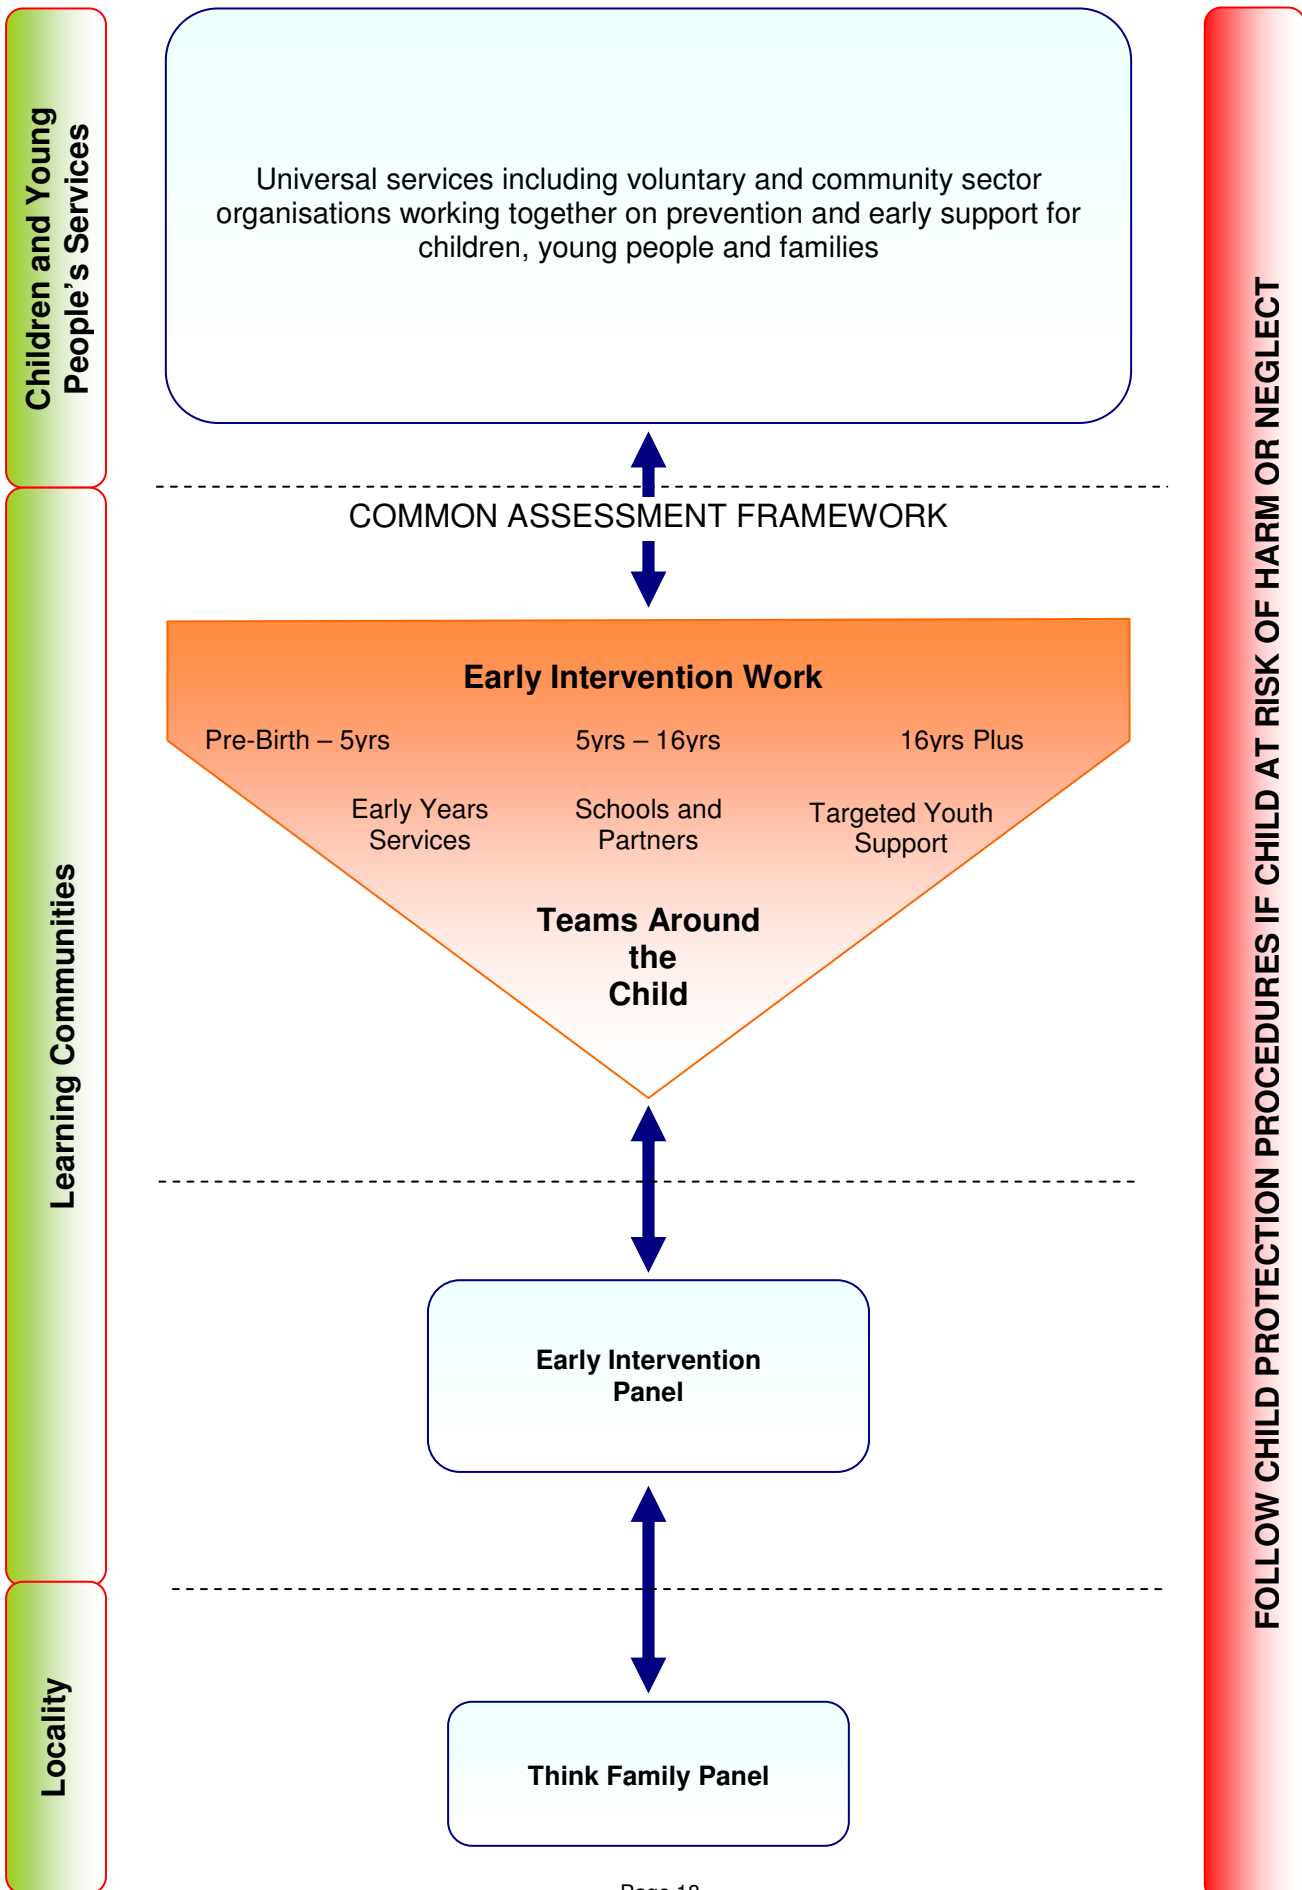 Children and Young
People's Services
Universal services including voluntary and community sector
organisations working together on prevention and early support for
children, young people and families
COMMON ASSESSMENT FRAMEWORK
Learning Communities
Early Intervention Work
Pre-Birth – 5yrs
5yrs – 16yrs
16yrs Plus
Early Years
Services
Schools and
Partners
Targeted Youth
Support
Teams Around
the
Child
Early Intervention
Panel
Locality
Think Family Panel
FOLLOW CHILD PROTECTION PROCEDURES IF CHILD AT RISK OF HARM OR NEGLECT